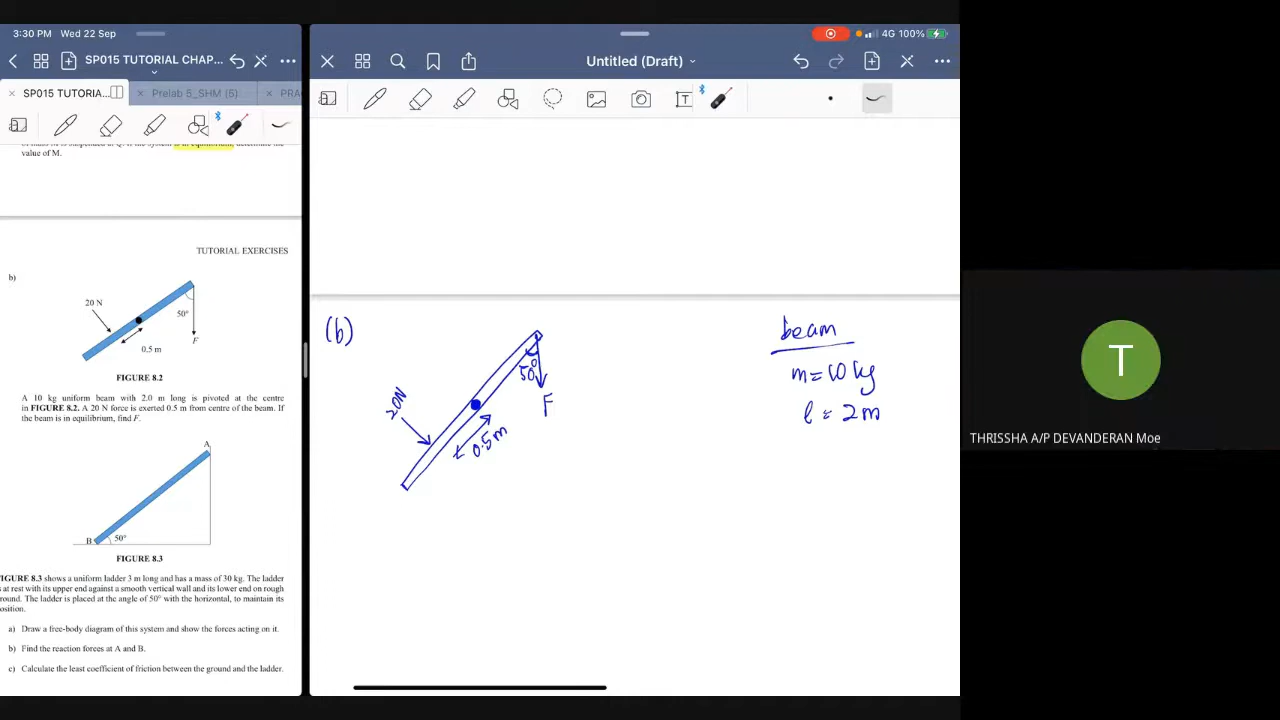 3:30 PM Wed 22 Sep
SP015 TUTORIAL CHAP...
SP015 TUTORIA...
Prelab 5_SHM (5)
PRA
value of M.
TUTORIAL EXERCISES
b)
20 N
50°
F
0.5 m
FIGURE 8.2
A 10 kg uniform beam with 2.0 m long is pivoted at the centre
in FIGURE 8.2. A 20 N force is exerted 0.5 m from centre of the beam. If
the beam is in equilibrium, find F.
A
B
50°
FIGURE 8.3
IGURE 8.3 shows a uniform ladder 3 m long and has a mass of 30 kg. The ladder
s at rest with its upper end against a smooth vertical wall and its lower end on rough
round. The ladder is placed at the angle of 50° with the horizontal, to maintain its
osition.
a) Draw a free-body diagram of this system and show the forces acting on it.
b) Find the reaction forces at A and B.
c) Calculate the least coefficient of friction between the ground and the ladder.
4G 100%
Untitled (Draft)
T
(b)
20N
50°
F
0.5m
beam
m = 10 kg
l = 2m
T
THRISSHA A/P DEVANDERAN Moe